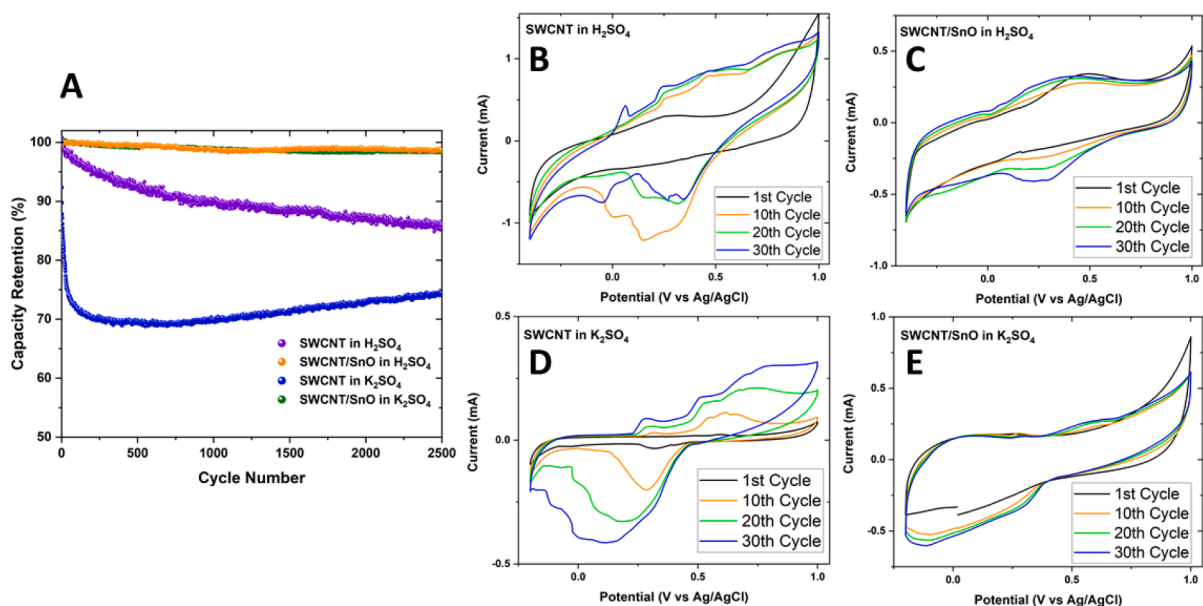 A
100
95
90
85
80
75
70
65
60
55
50
0
500
1000
1500
2000
2500
Capacity Retention (%)
Cycle Number
SWCNT in H₂SO₄
SWCNT/SnO in H₂SO₄
SWCNT in K₂SO₄
SWCNT/SnO in K₂SO₄
SWCNT in H₂SO₄
B
1
0
-1
Current (mA)
0.0
0.5
1.0
Potential (V vs Ag/AgCl)
1st Cycle
10th Cycle
20th Cycle
30th Cycle
SWCNT/SnO in H₂SO₄
C
0.5
0.0
-0.5
-1.0
Current (mA)
0.0
0.5
1.0
Potential (V vs Ag/AgCl)
1st Cycle
10th Cycle
20th Cycle
30th Cycle
SWCNT in K₂SO₄
D
0.5
0.0
-0.5
Current (mA)
0.0
0.5
1.0
Potential (V vs Ag/AgCl)
1st Cycle
10th Cycle
20th Cycle
30th Cycle
SWCNT/SnO in K₂SO₄
E
1.0
0.5
0.0
-0.5
Current (mA)
0.0
0.5
1.0
Potential (V vs Ag/AgCl)
1st Cycle
10th Cycle
20th Cycle
30th Cycle